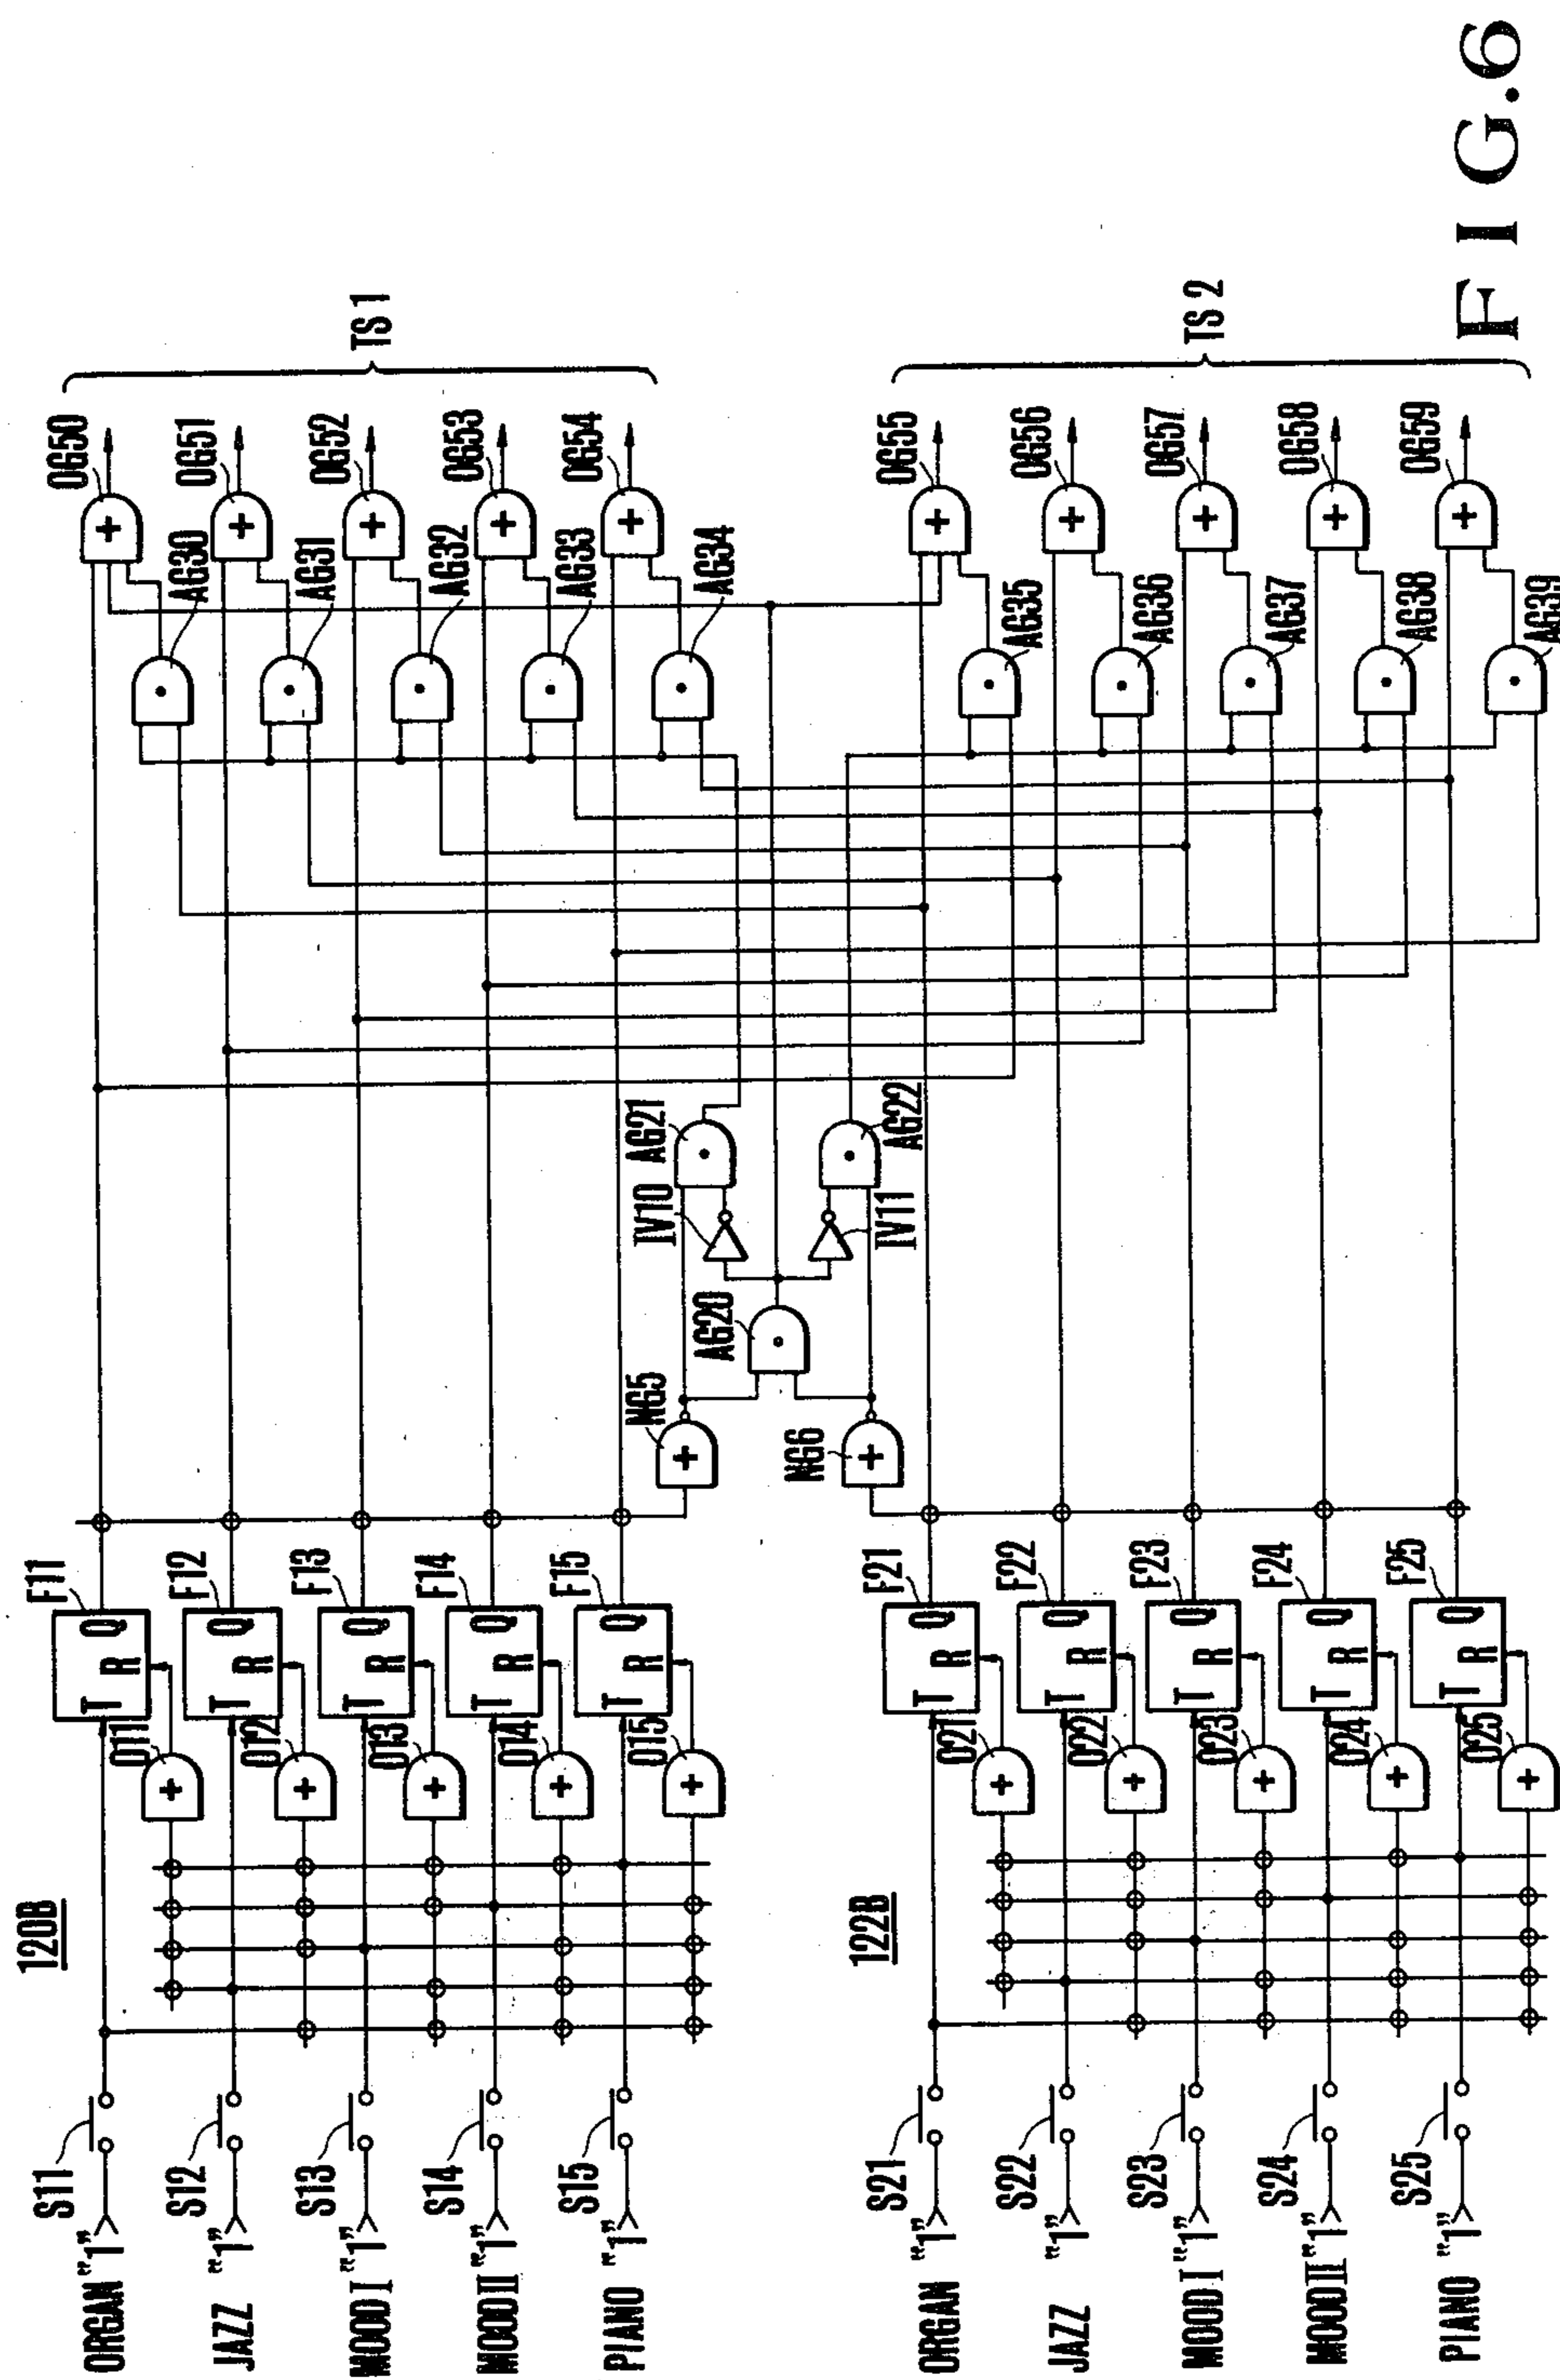 FIG.6
120B
ORGAN "1"
S11
O11
F11
T
R
Q
JAZZ "1"
S12
O12
F12
T
R
Q
MOOD I "1"
S13
O13
F13
T
R
Q
MOOD II "1"
S14
O14
F14
T
R
Q
PIANO "1"
S15
O15
F15
T
R
Q
OG50
AG30
OG51
AG31
OG52
AG32
OG53
AG33
OG54
AG34
TS 1
NG5
AG20
IV10
AG21
NG6
IV11
AG22
122B
ORGAN "1"
S21
O21
F21
T
R
Q
JAZZ "1"
S22
O22
F22
T
R
Q
MOOD I "1"
S23
O23
F23
T
R
Q
MOOD II "1"
S24
O24
F24
T
R
Q
PIANO "1"
S25
O25
F25
T
R
Q
OG55
AG35
OG56
AG36
OG57
AG37
OG58
AG38
OG59
AG39
TS 2